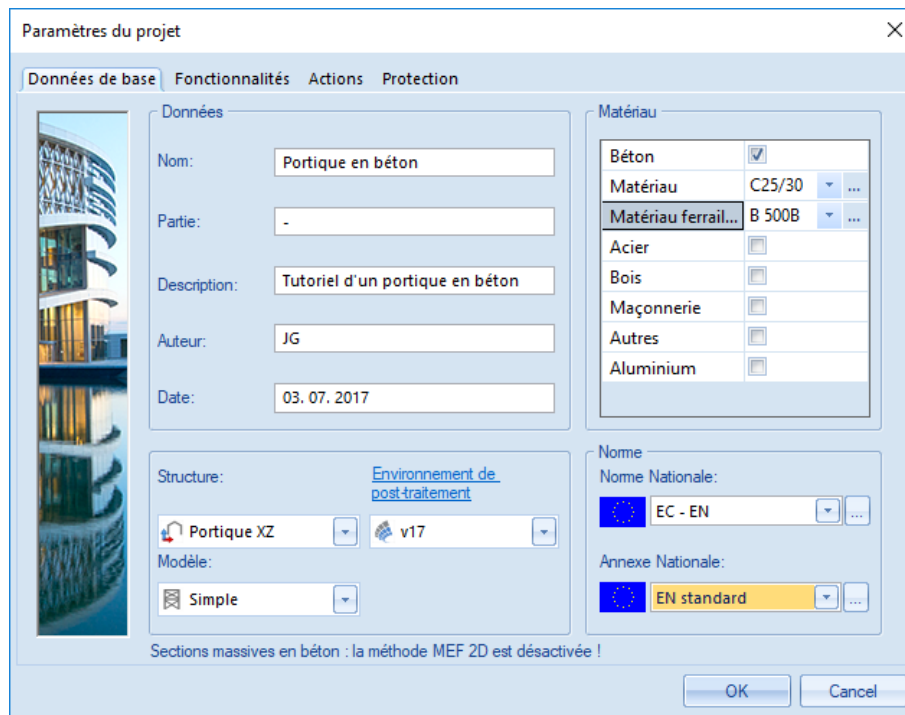 Paramètres du projet
Données de base Fonctionnalités Actions Protection
Données
Nom: Portique en béton
Partie: -
Description: Tutoriel d'un portique en béton
Auteur: JG
Date: 03. 07. 2017
Matériau
Béton
Matériau C25/30 ...
Matériau ferrail... B 500B ...
Acier
Bois
Maçonnerie
Autres
Aluminium
Structure:
Environnement de
post-traitement
Portique XZ
v17
Modèle:
Simple
Norme
Norme Nationale:
EC - EN ...
Annexe Nationale:
EN standard ...
Sections massives en béton : la méthode MEF 2D est désactivée !
OK Cancel